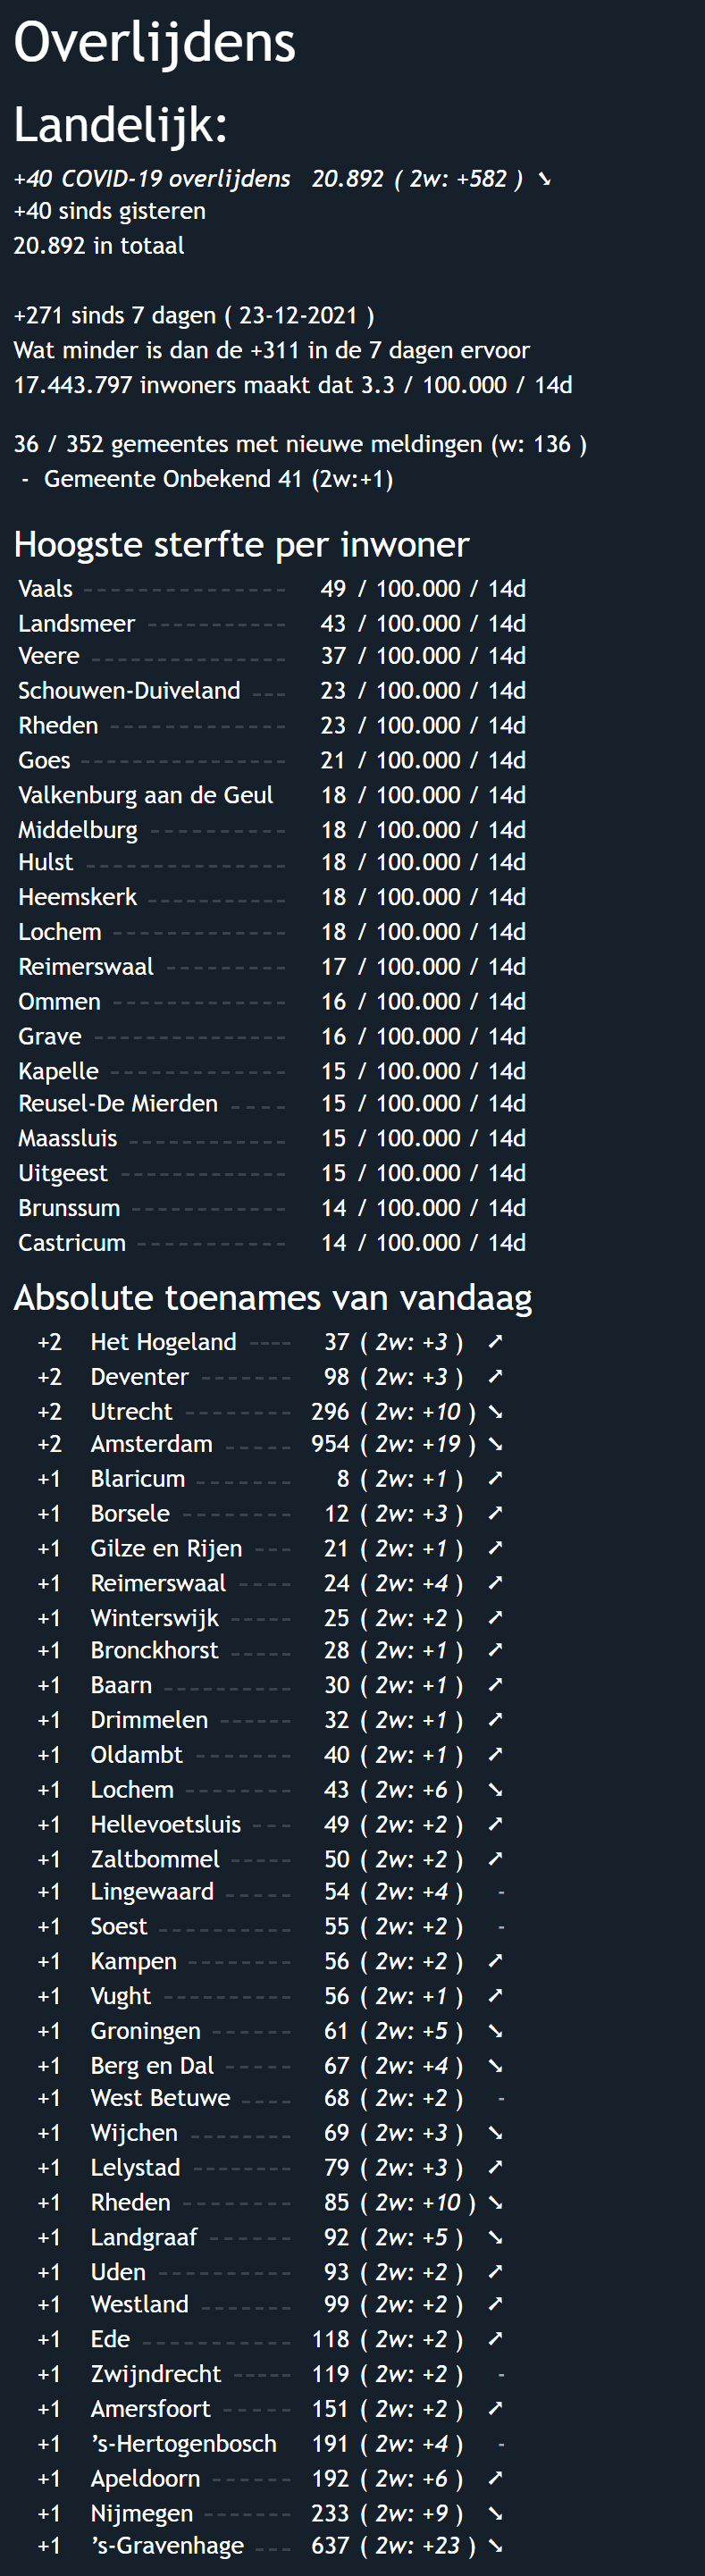 Overlijdens
Landelijk:
+40 COVID-19 overlijdens 20.892 ( 2w: +582 ) ➘
+40 sinds gisteren
20.892 in totaal
+271 sinds 7 dagen ( 23-12-2021 )
Wat minder is dan de +311 in de 7 dagen ervoor
17.443.797 inwoners maakt dat 3.3 / 100.000 / 14d
36 / 352 gemeentes met nieuwe meldingen (w: 136 )
- Gemeente Onbekend 41 (2w:+1)
Hoogste sterfte per inwoner
Vaals 49 / 100.000 / 14d
Landsmeer 43 / 100.000 / 14d
Veere 37 / 100.000 / 14d
Schouwen-Duiveland 23 / 100.000 / 14d
Rheden 23 / 100.000 / 14d
Goes 21 / 100.000 / 14d
Valkenburg aan de Geul 18 / 100.000 / 14d
Middelburg 18 / 100.000 / 14d
Hulst 18 / 100.000 / 14d
Heemskerk 18 / 100.000 / 14d
Lochem 18 / 100.000 / 14d
Reimerswaal 17 / 100.000 / 14d
Ommen 16 / 100.000 / 14d
Grave 16 / 100.000 / 14d
Kapelle 15 / 100.000 / 14d
Reusel-De Mierden 15 / 100.000 / 14d
Maassluis 15 / 100.000 / 14d
Uitgeest 15 / 100.000 / 14d
Brunssum 14 / 100.000 / 14d
Castricum 14 / 100.000 / 14d
Absolute toenames van vandaag
+2 Het Hogeland 37 ( 2w: +3 ) ➚
+2 Deventer 98 ( 2w: +3 ) ➚
+2 Utrecht 296 ( 2w: +10 ) ➘
+2 Amsterdam 954 ( 2w: +19 ) ➘
+1 Blaricum 8 ( 2w: +1 ) ➚
+1 Borsele 12 ( 2w: +3 ) ➚
+1 Gilze en Rijen 21 ( 2w: +1 ) ➚
+1 Reimerswaal 24 ( 2w: +4 ) ➚
+1 Winterswijk 25 ( 2w: +2 ) ➚
+1 Bronckhorst 28 ( 2w: +1 ) ➚
+1 Baarn 30 ( 2w: +1 ) ➚
+1 Drimmelen 32 ( 2w: +1 ) ➚
+1 Oldambt 40 ( 2w: +1 ) ➚
+1 Lochem 43 ( 2w: +6 ) ➘
+1 Hellevoetsluis 49 ( 2w: +2 ) ➚
+1 Zaltbommel 50 ( 2w: +2 ) ➚
+1 Lingewaard 54 ( 2w: +4 ) -
+1 Soest 55 ( 2w: +2 ) -
+1 Kampen 56 ( 2w: +2 ) ➚
+1 Vught 56 ( 2w: +1 ) ➚
+1 Groningen 61 ( 2w: +5 ) ➘
+1 Berg en Dal 67 ( 2w: +4 ) ➘
+1 West Betuwe 68 ( 2w: +2 ) -
+1 Wijchen 69 ( 2w: +3 ) ➘
+1 Lelystad 79 ( 2w: +3 ) ➚
+1 Rheden 85 ( 2w: +10 ) ➘
+1 Landgraaf 92 ( 2w: +5 ) ➘
+1 Uden 93 ( 2w: +2 ) ➚
+1 Westland 99 ( 2w: +2 ) ➚
+1 Ede 118 ( 2w: +2 ) ➚
+1 Zwijndrecht 119 ( 2w: +2 ) -
+1 Amersfoort 151 ( 2w: +2 ) ➚
+1 ’s-Hertogenbosch 191 ( 2w: +4 ) -
+1 Apeldoorn 192 ( 2w: +6 ) ➚
+1 Nijmegen 233 ( 2w: +9 ) ➘
+1 ’s-Gravenhage 637 ( 2w: +23 ) ➘